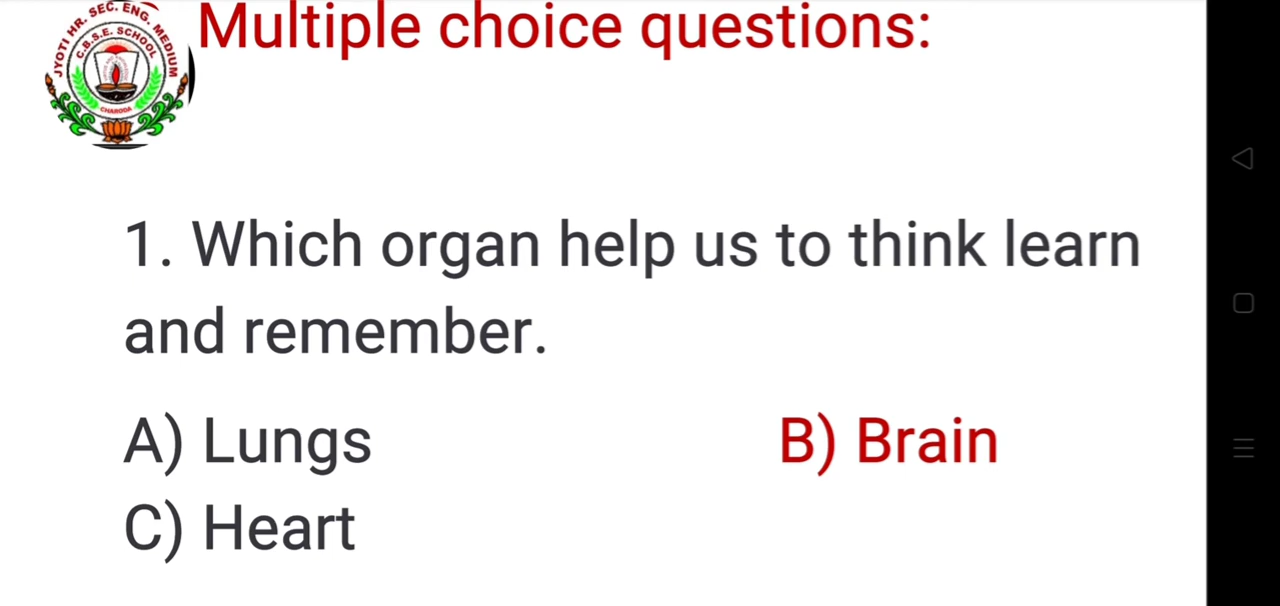 JYOTI HR. SEC. ENG. MEDIUM
C.B.S.E. SCHOOL
CHARODA
Multiple choice questions:
1. Which organ help us to think learn
and remember.
A) Lungs B) Brain
C) Heart